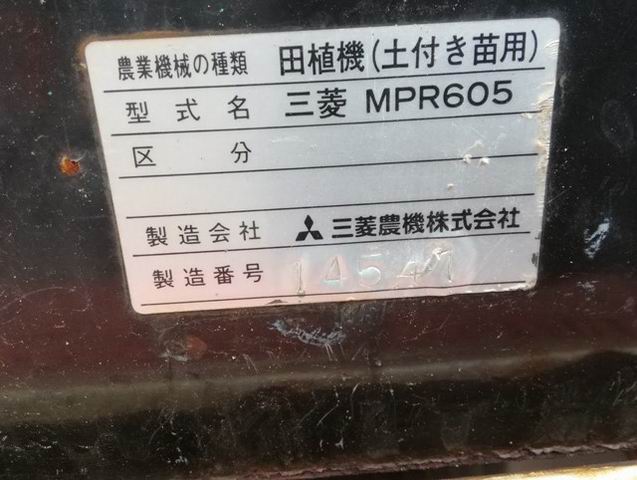 農業機械の種類 田植機(土付き苗用)
型式名 三菱 MPR605
区分
製造会社 三菱農機株式会社
製造番号 14547